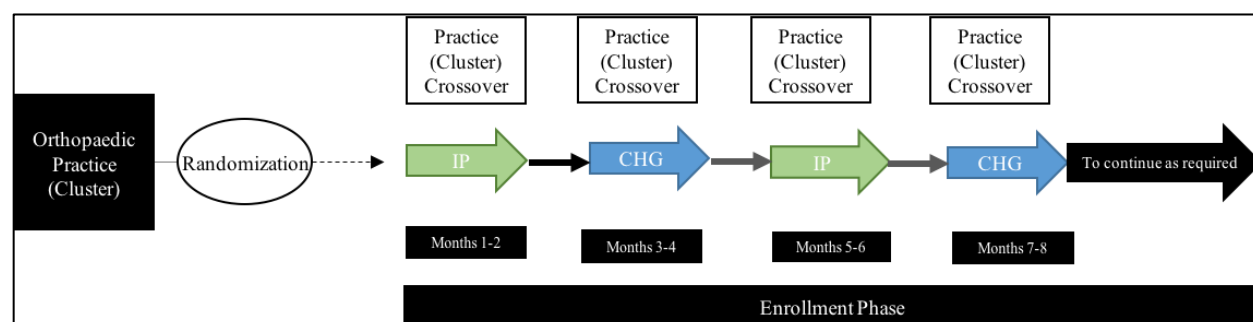 Practice
(Cluster)
Crossover
Practice
(Cluster)
Crossover
Practice
(Cluster)
Crossover
Practice
(Cluster)
Crossover
Orthopaedic
Practice
(Cluster)
Randomization
IP
CHG
IP
CHG
To continue as required
Months 1-2
Months 3-4
Months 5-6
Months 7-8
Enrollment Phase